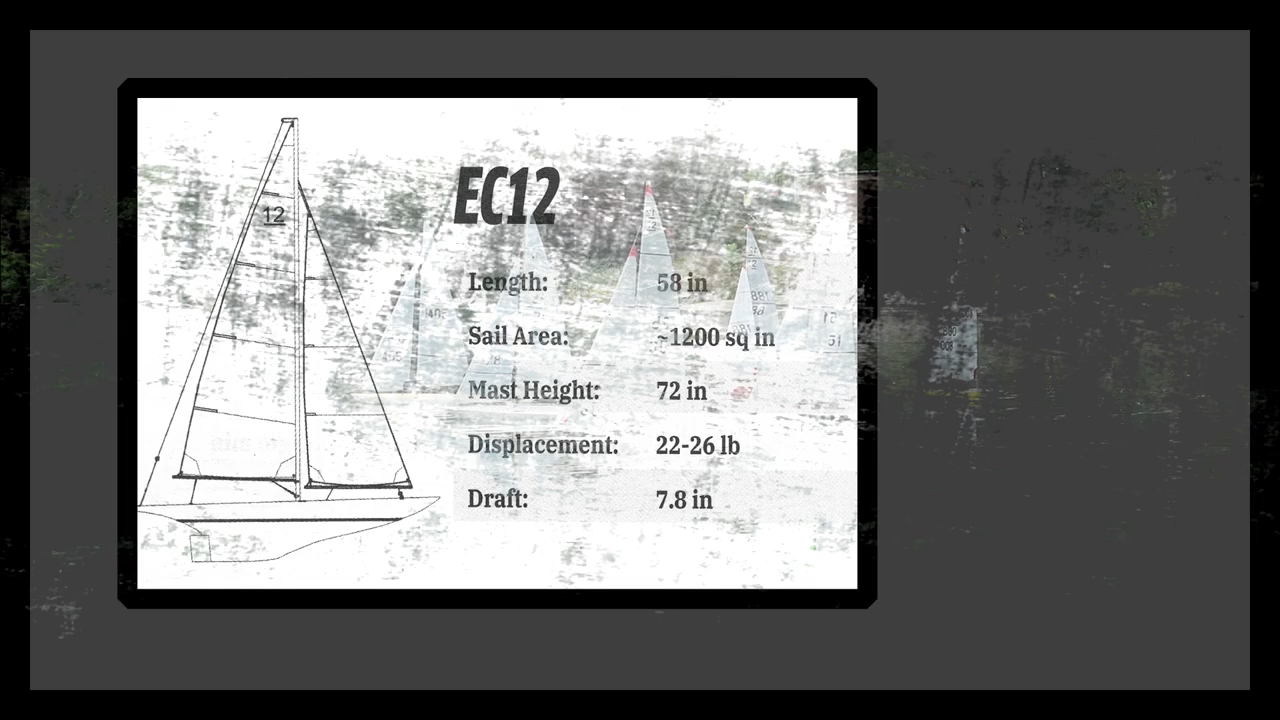 EC12
12
Length: 58 in
Sail Area: ~1200 sq in
Mast Height: 72 in
Displacement: 22-26 lb
Draft: 7.8 in